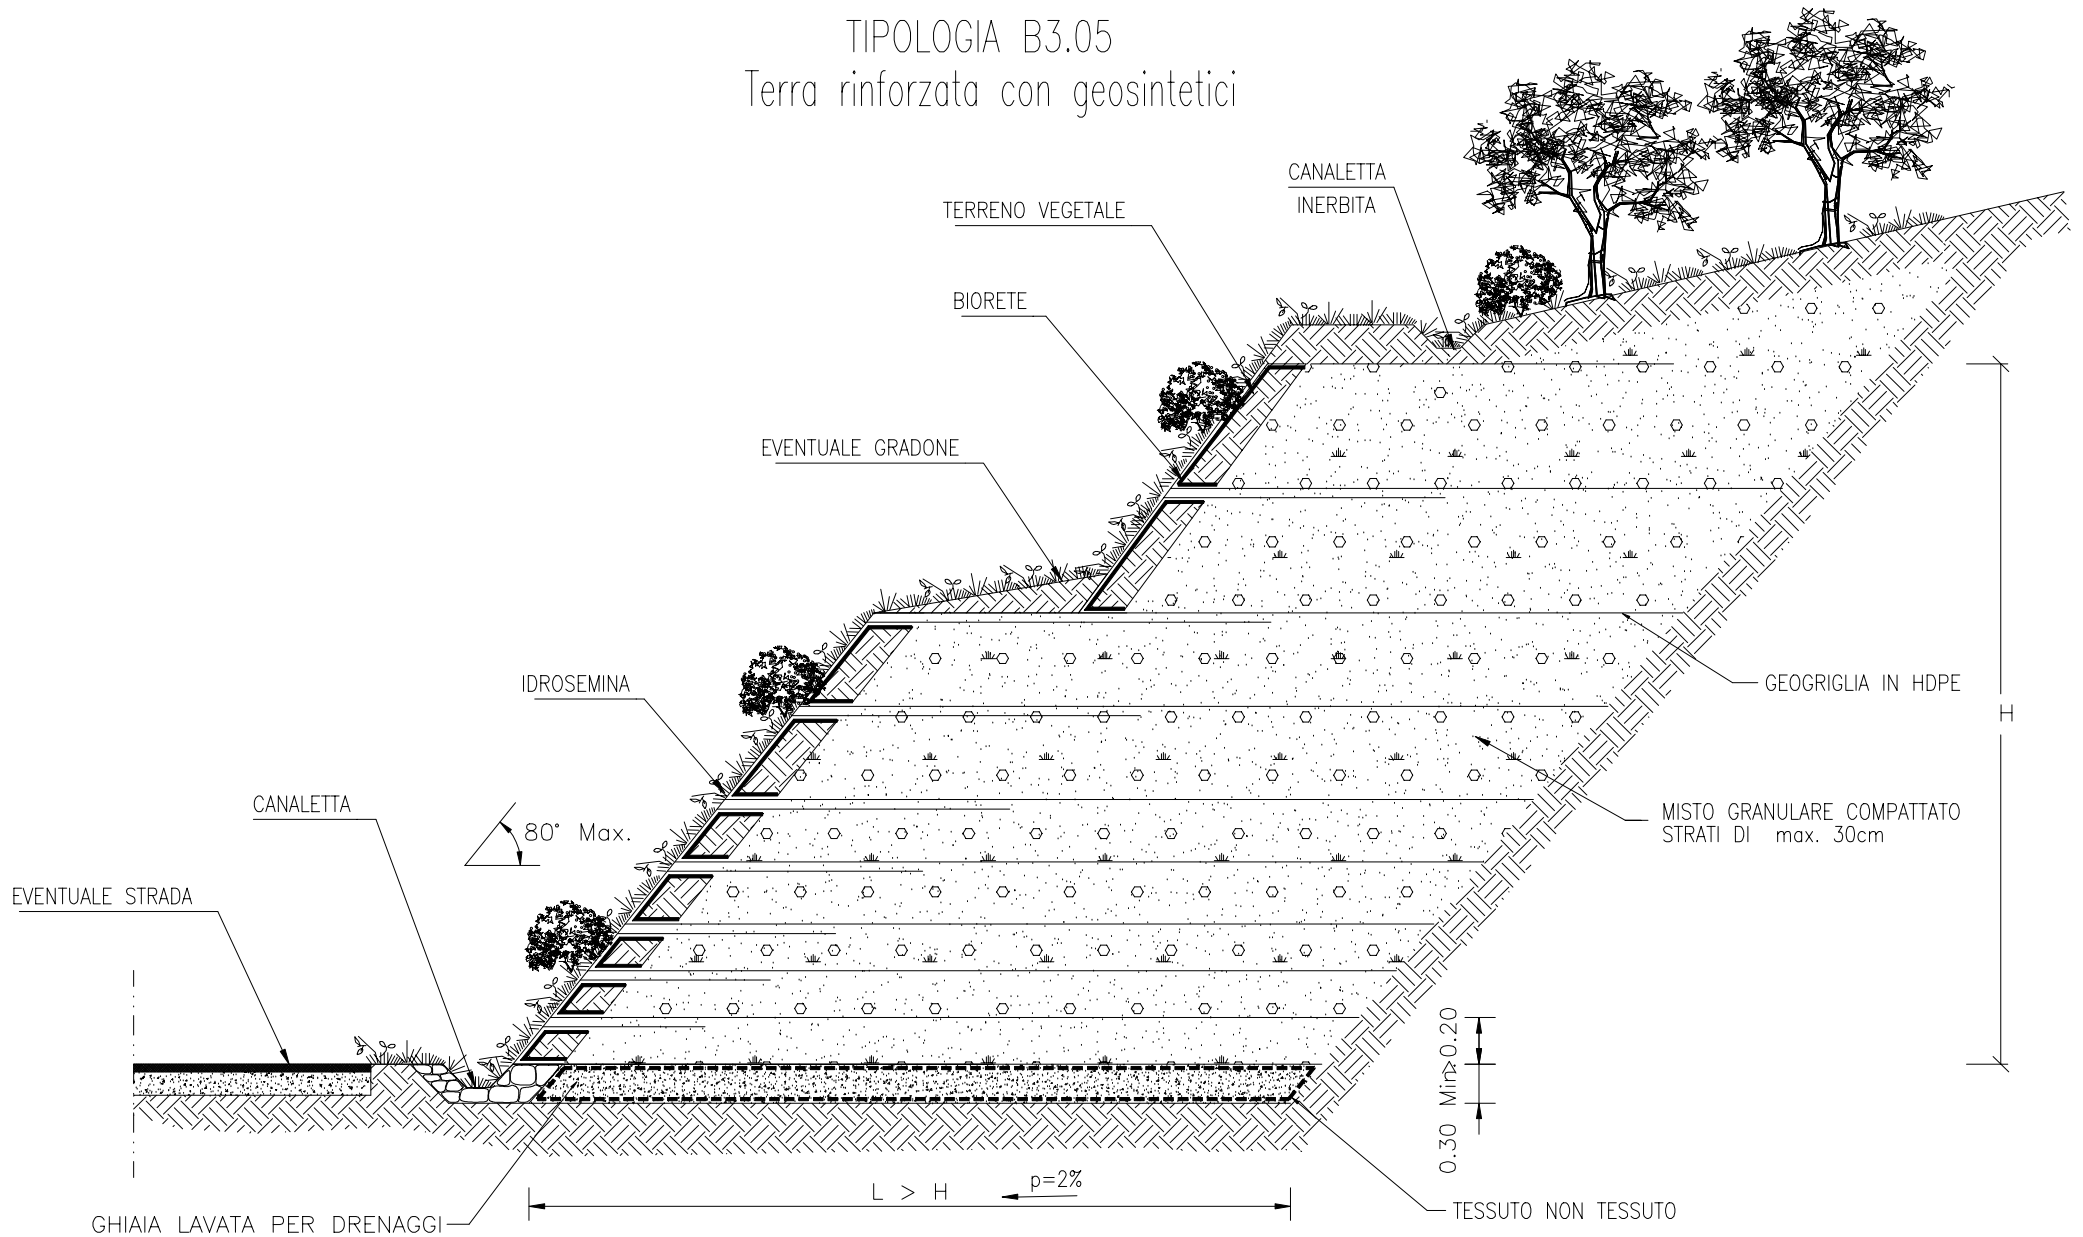 TIPOLOGIA B3.05
Terra rinforzata con geosintetici
CANALETTA
INERBITA
TERRENO VEGETALE
BIORETE
EVENTUALE GRADONE
IDROSEMINA
GEOGRIGLIA IN HDPE
H
CANALETTA
80° Max.
MISTO GRANULARE COMPATTATO
STRATI DI max. 30cm
EVENTUALE STRADA
>0.20
0.30 Min
L > H
p=2%
GHIAIA LAVATA PER DRENAGGI
TESSUTO NON TESSUTO